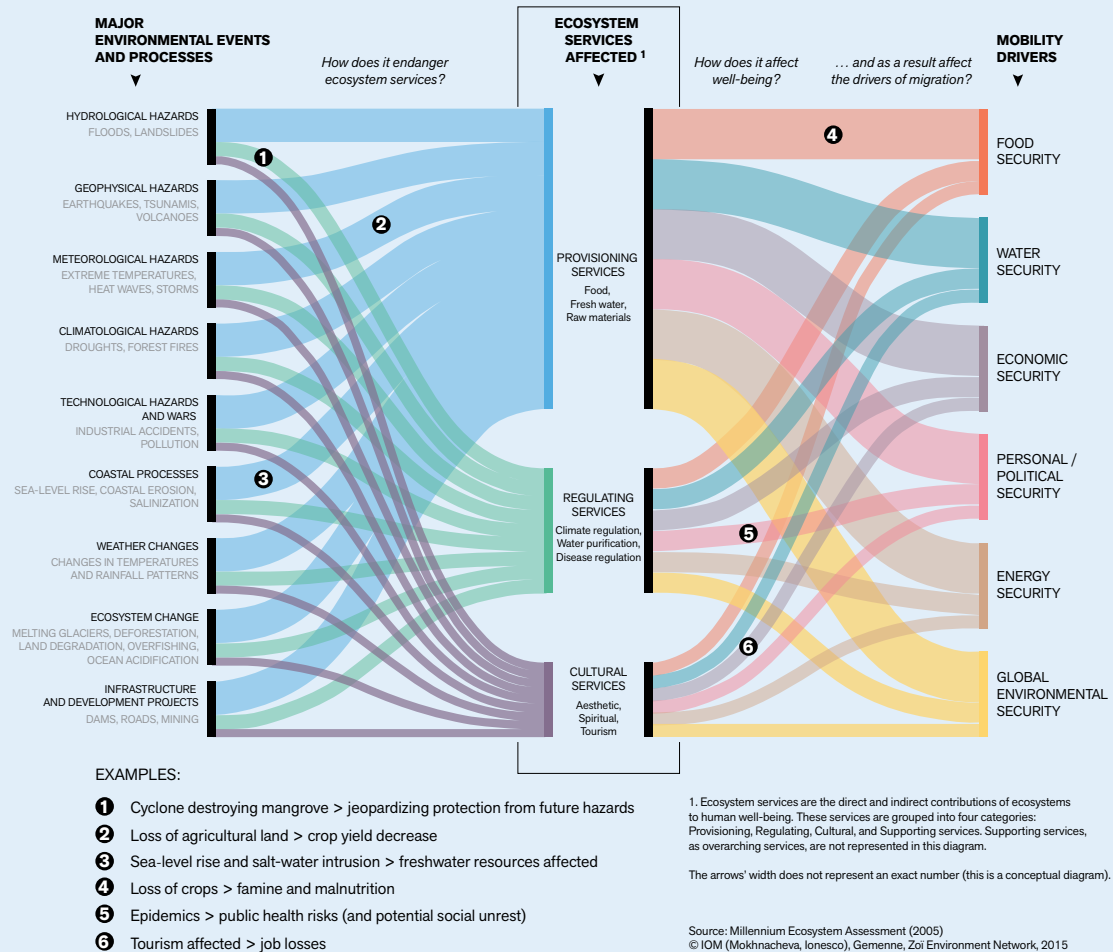 MAJOR
ENVIRONMENTAL EVENTS
AND PROCESSES
How does it endanger
ecosystem services?
ECOSYSTEM
SERVICES
AFFECTED 1
How does it affect
well-being?
... and as a result affect
the drivers of migration?
MOBILITY
DRIVERS
HYDROLOGICAL HAZARDS
FLOODS, LANDSLIDES
GEOPHYSICAL HAZARDS
EARTHQUAKES, TSUNAMIS,
VOLCANOES
METEOROLOGICAL HAZARDS
EXTREME TEMPERATURES,
HEAT WAVES, STORMS
CLIMATOLOGICAL HAZARDS
DROUGHTS, FOREST FIRES
TECHNOLOGICAL HAZARDS
AND WARS
INDUSTRIAL ACCIDENTS,
POLLUTION
COASTAL PROCESSES
SEA-LEVEL RISE, COASTAL EROSION,
SALINIZATION
WEATHER CHANGES
CHANGES IN TEMPERATURES
AND RAINFALL PATTERNS
ECOSYSTEM CHANGE
MELTING GLACIERS, DEFORESTATION,
LAND DEGRADATION, OVERFISHING,
OCEAN ACIDIFICATION
INFRASTRUCTURE
AND DEVELOPMENT PROJECTS
DAMS, ROADS, MINING
1
2
3
PROVISIONING
SERVICES
Food,
Fresh water,
Raw materials
REGULATING
SERVICES
Climate regulation,
Water purification,
Disease regulation
CULTURAL
SERVICES
Aesthetic,
Spiritual,
Tourism
4
5
6
FOOD
SECURITY
WATER
SECURITY
ECONOMIC
SECURITY
PERSONAL /
POLITICAL
SECURITY
ENERGY
SECURITY
GLOBAL
ENVIRONMENTAL
SECURITY
EXAMPLES:
1 Cyclone destroying mangrove > jeopardizing protection from future hazards
2 Loss of agricultural land > crop yield decrease
3 Sea-level rise and salt-water intrusion > freshwater resources affected
4 Loss of crops > famine and malnutrition
5 Epidemics > public health risks (and potential social unrest)
6 Tourism affected > job losses
1. Ecosystem services are the direct and indirect contributions of ecosystems
to human well-being. These services are grouped into four categories:
Provisioning, Regulating, Cultural, and Supporting services. Supporting services,
as overarching services, are not represented in this diagram.
The arrows' width does not represent an exact number (this is a conceptual diagram).
Source: Millennium Ecosystem Assessment (2005)
© IOM (Mokhnacheva, Ionesco), Gemenne, Zoï Environment Network, 2015